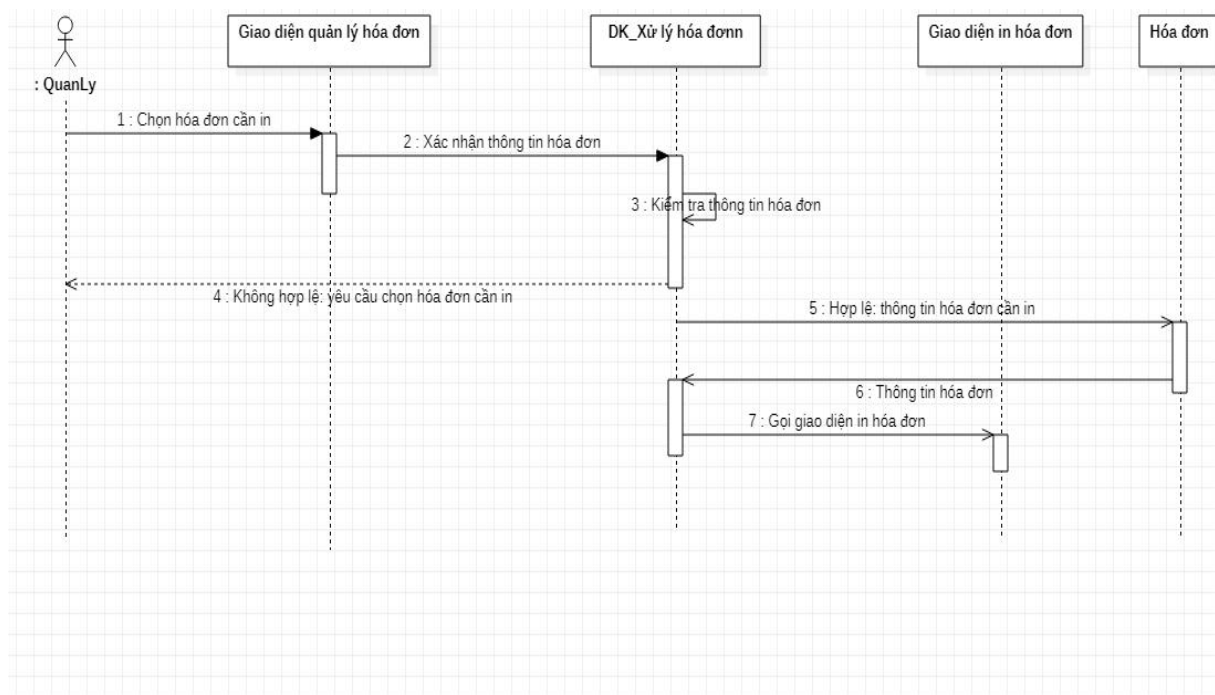 Giao diện quản lý hóa đơn
DK_Xử lý hóa đơnn
Giao diện in hóa đơn
Hóa đơn
: QuanLy
1 : Chọn hóa đơn cần in
2 : Xác nhận thông tin hóa đơn
3 : Kiểm tra thông tin hóa đơn
4 : Không hợp lệ: yêu cầu chọn hóa đơn cần in
5 : Hợp lệ: thông tin hóa đơn cần in
6 : Thông tin hóa đơn
7 : Gọi giao diện in hóa đơn